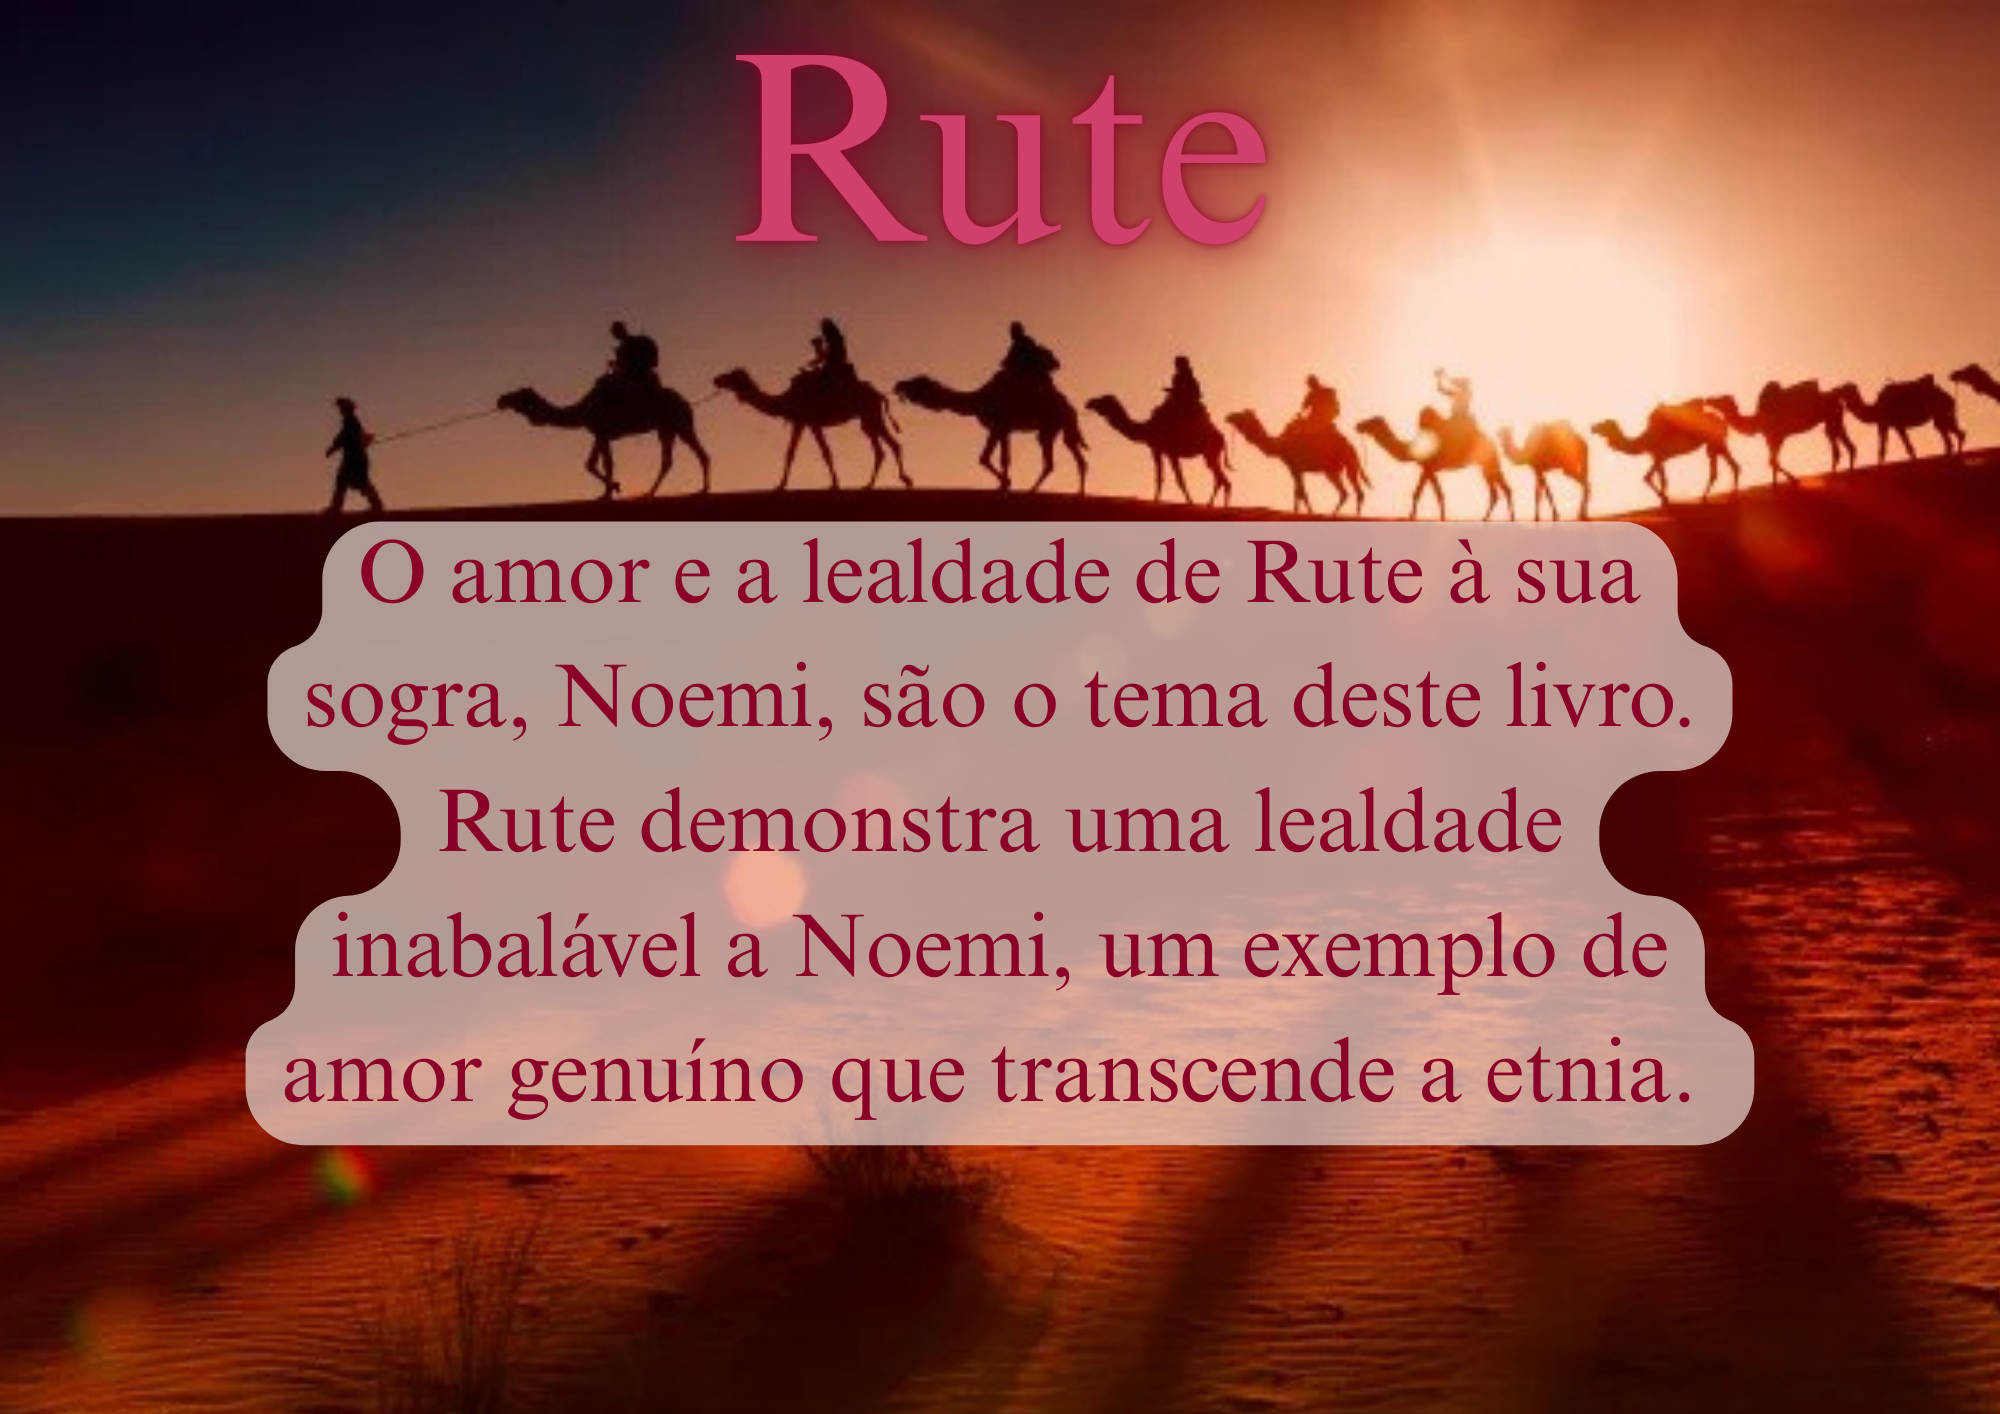 Rute
O amor e a lealdade de Rute à sua
sogra, Noemi, são o tema deste livro.
Rute demonstra uma lealdade
inabalável a Noemi, um exemplo de
amor genuíno que transcende a etnia.